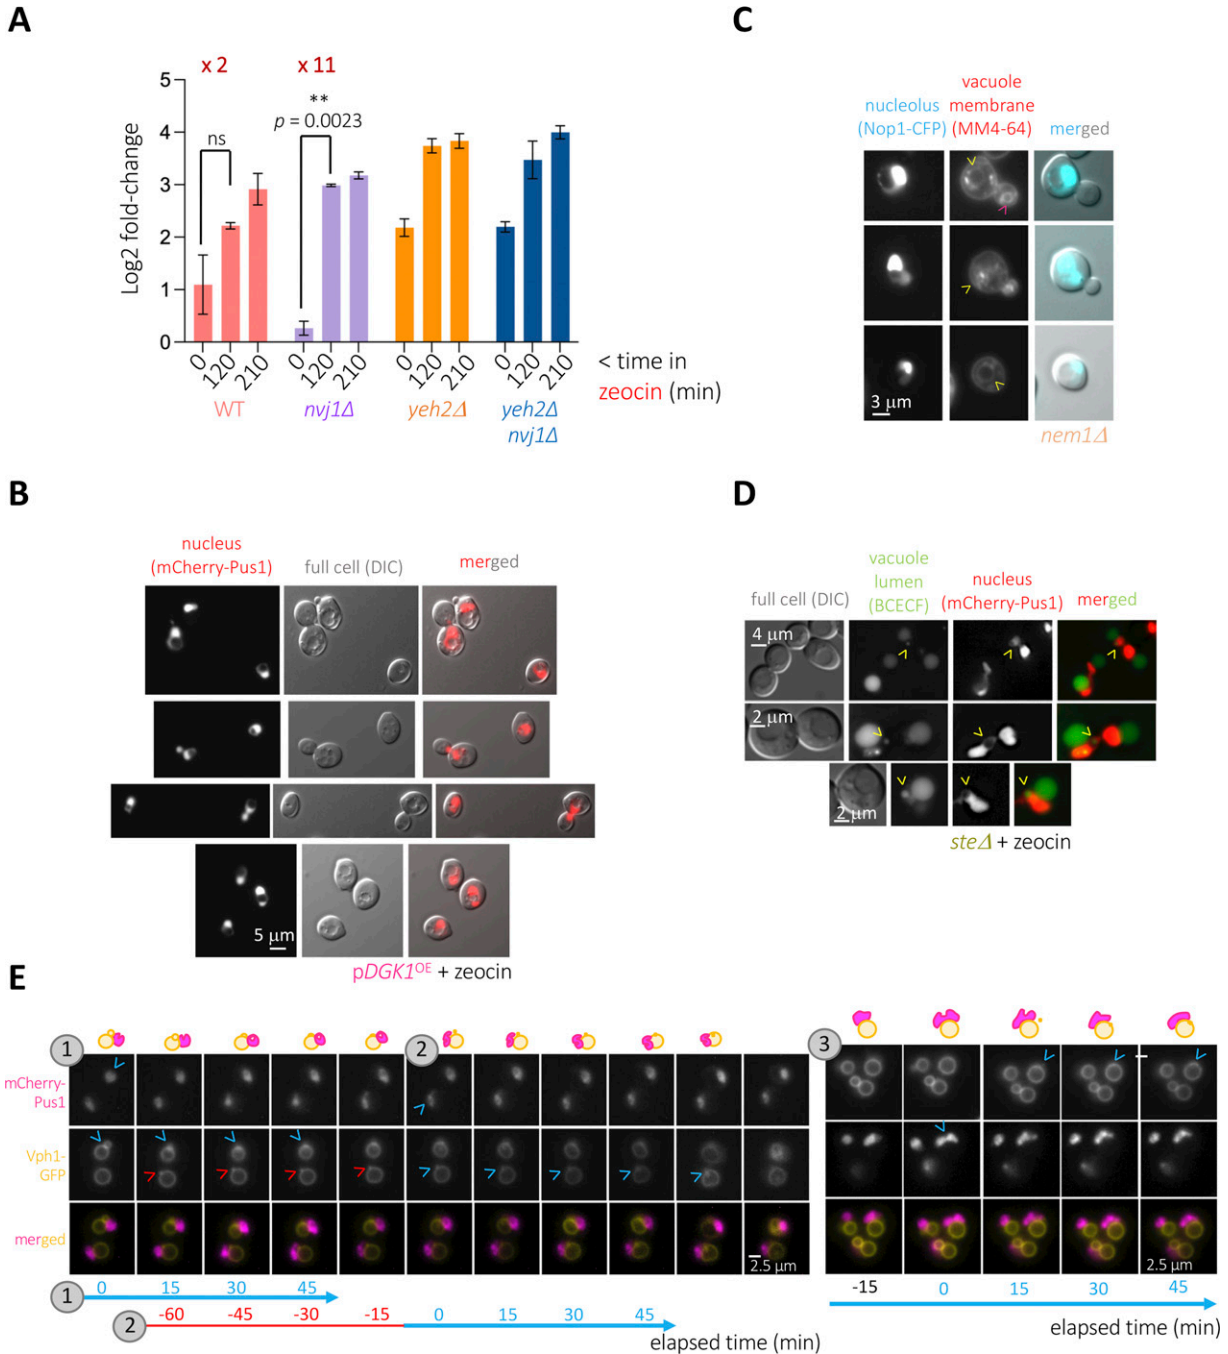 A
x 2
x 11
**
p = 0.0023
ns
Log2 fold-change
5
4
3
2
1
0
0
120
210
0
120
210
0
120
210
0
120
210
< time in
zeocin (min)
WT
nvj1Δ
yeh2Δ
yeh2Δ
nvj1Δ
C
nucleolus
(Nop1-CFP)
vacuole
membrane
(MM4-64)
merged
3 μm
nem1Δ
B
nucleus
(mCherry-Pus1)
full cell (DIC)
merged
5 μm
pDGK1OE + zeocin
D
full cell (DIC)
vacuole
lumen
(BCECF)
nucleus
(mCherry-Pus1)
merged
4 μm
2 μm
2 μm
steΔ + zeocin
E
1
2
mCherry-
Pus1
Vph1-
GFP
merged
2.5 μm
1
0 15 30 45
2
-60 -45 -30 -15 0 15 30 45
elapsed time (min)
3
2.5 μm
-15 0 15 30 45
elapsed time (min)